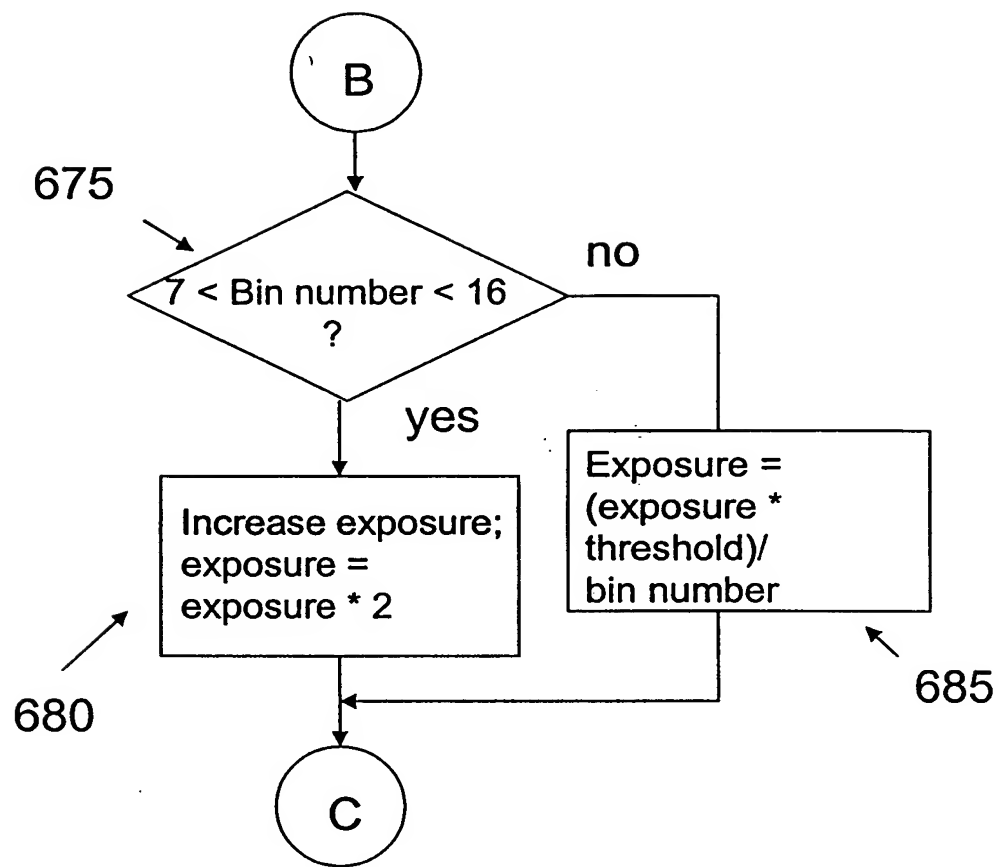 B
675
no
7 < Bin number < 16
?
yes
Increase exposure;
exposure =
exposure * 2
Exposure =
(exposure *
threshold)/
bin number
680
685
C